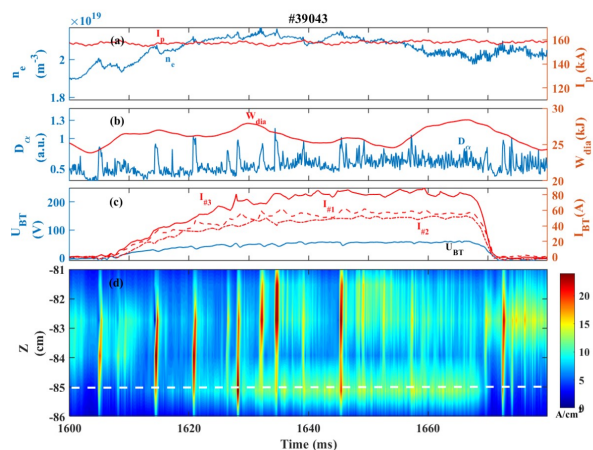 #39043
×10¹⁹
(a)
I_p
n_e
2
1.8
160
140
120
n_e
(m⁻³)
I_p
(kA)
(b)
W_dia
D_α
1.3
1
0.5
30
25
20
D_α
(a.u.)
W_dia
(kJ)
(c)
I_#3
I_#1
I_#2
U_BT
200
100
0
80
60
40
20
0
U_BT
(V)
I_BT(A)
(d)
-81
-82
-83
-84
-85
-86
Z
(cm)
20
15
10
5
0
A/cm²
1600
1620
1640
1660
Time (ms)